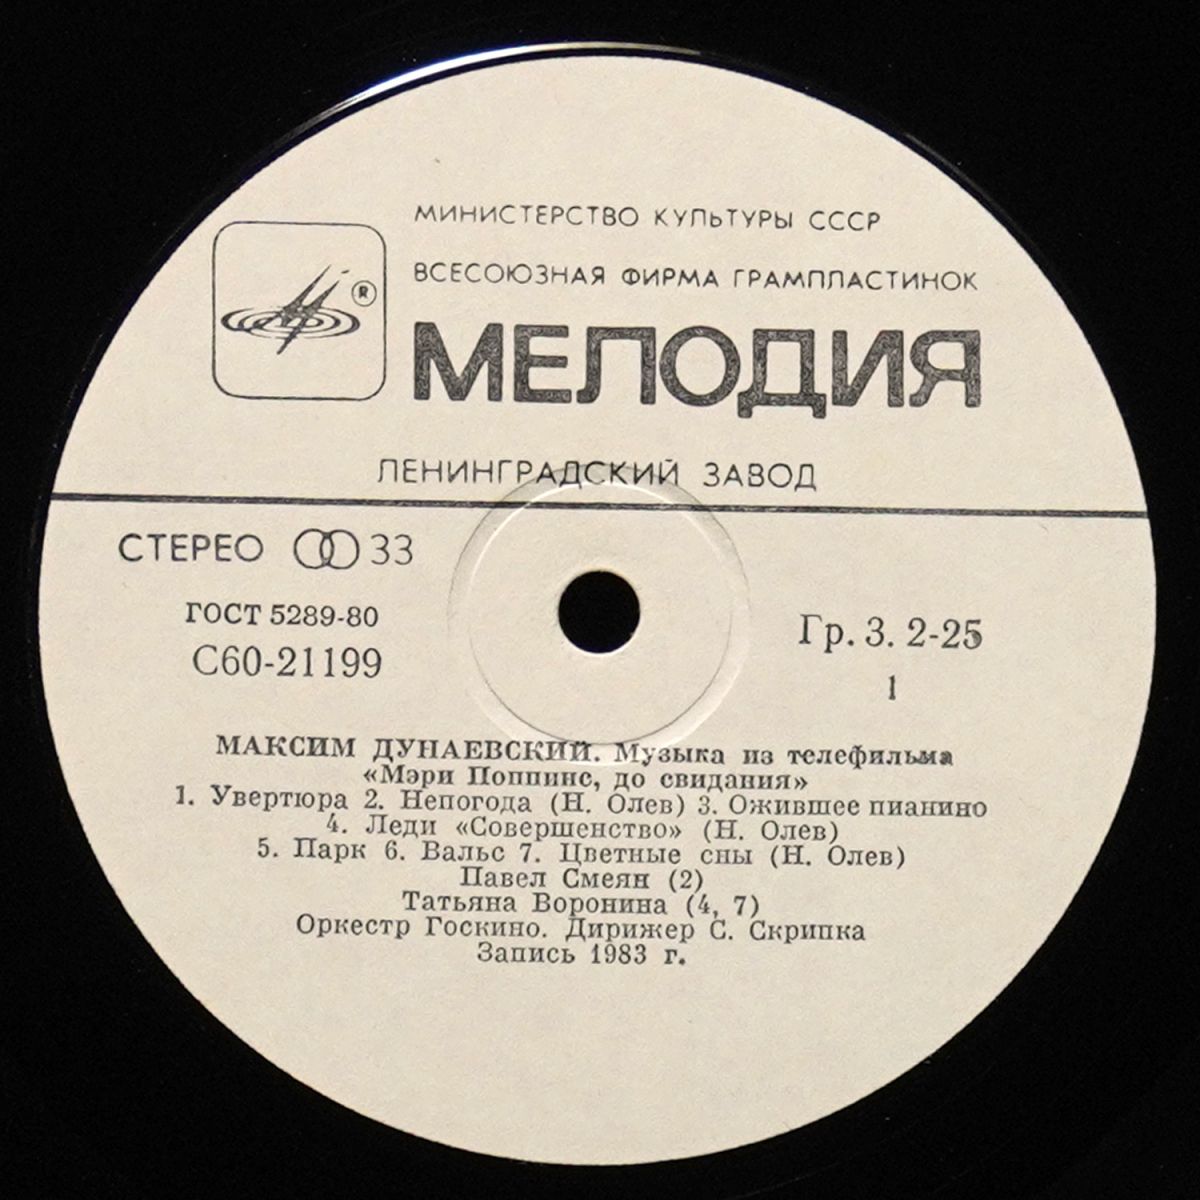 МИНИСТЕРСТВО КУЛЬТУРЫ СССР
ВСЕСОЮЗНАЯ ФИРМА ГРАМПЛАСТИНОК
®
МЕЛОДИЯ
ЛЕНИНГРАДСКИЙ ЗАВОД
СТЕРЕО 33
ГОСТ 5289-80
С60-21199
Гр. 3. 2-25
1
МАКСИМ ДУНАЕВСКИЙ. Музыка из телефильма
«Мэри Поппинс, до свидания»
1. Увертюра 2. Непогода (Н. Олев) 3. Ожившее пианино
4. Леди «Совершенство» (Н. Олев)
5. Парк 6. Вальс 7. Цветные сны (Н. Олев)
Павел Смеян (2)
Татьяна Воронина (4, 7)
Оркестр Госкино. Дирижер С. Скрипка
Запись 1983 г.